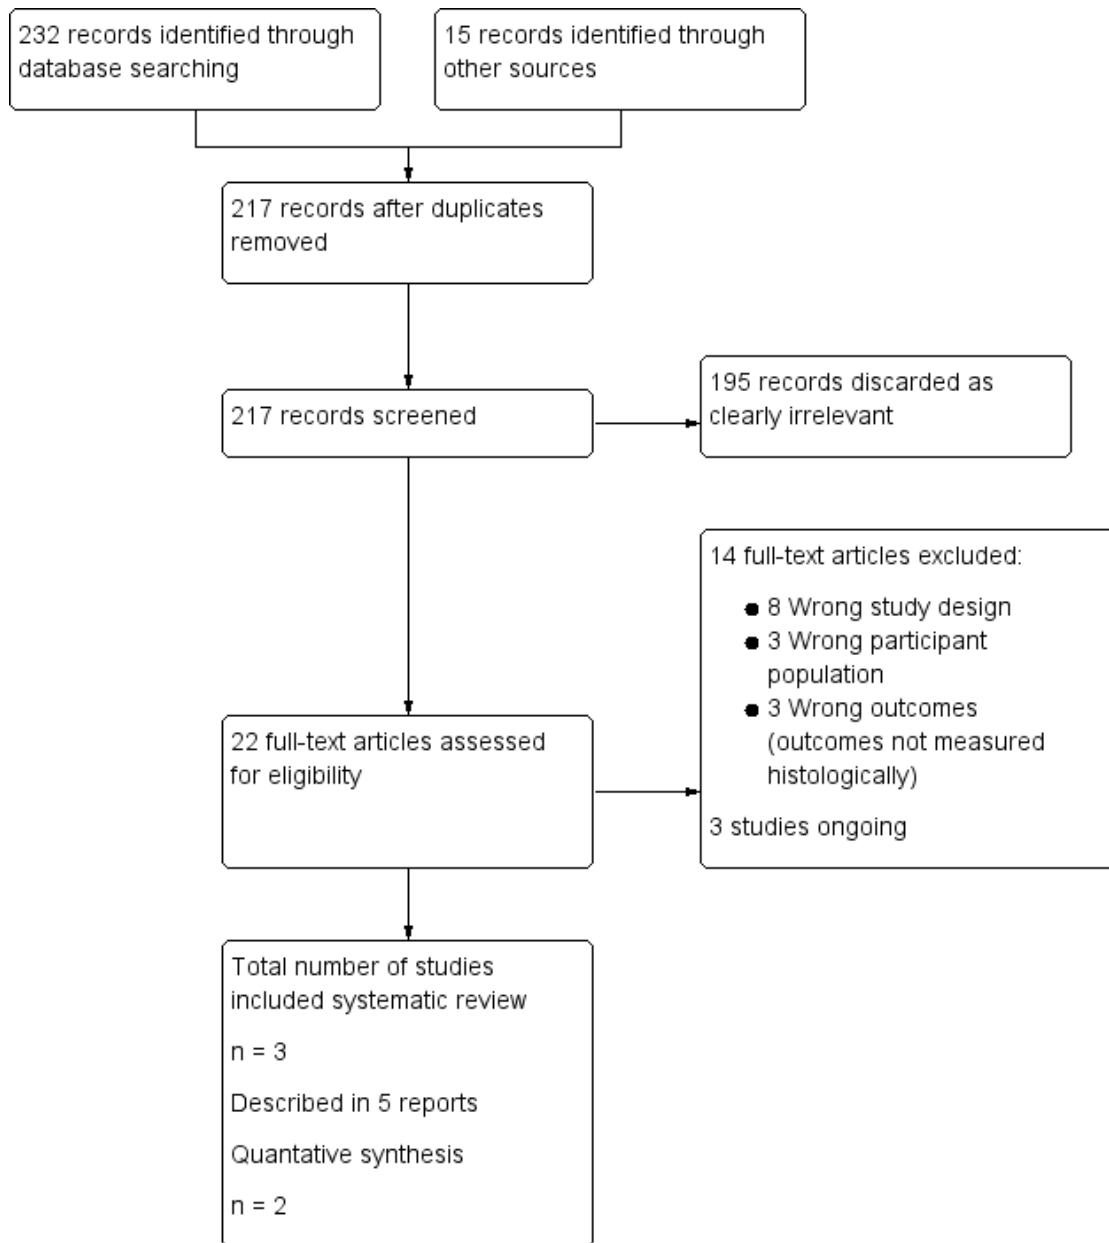 232 records identified through
database searching
15 records identified through
other sources
217 records after duplicates
removed
217 records screened
195 records discarded as
clearly irrelevant
14 full-text articles excluded:
● 8 Wrong study design
● 3 Wrong participant
population
● 3 Wrong outcomes
(outcomes not measured
histologically)
3 studies ongoing
22 full-text articles assessed
for eligibility
Total number of studies
included systematic review
n = 3
Described in 5 reports
Quantative synthesis
n = 2